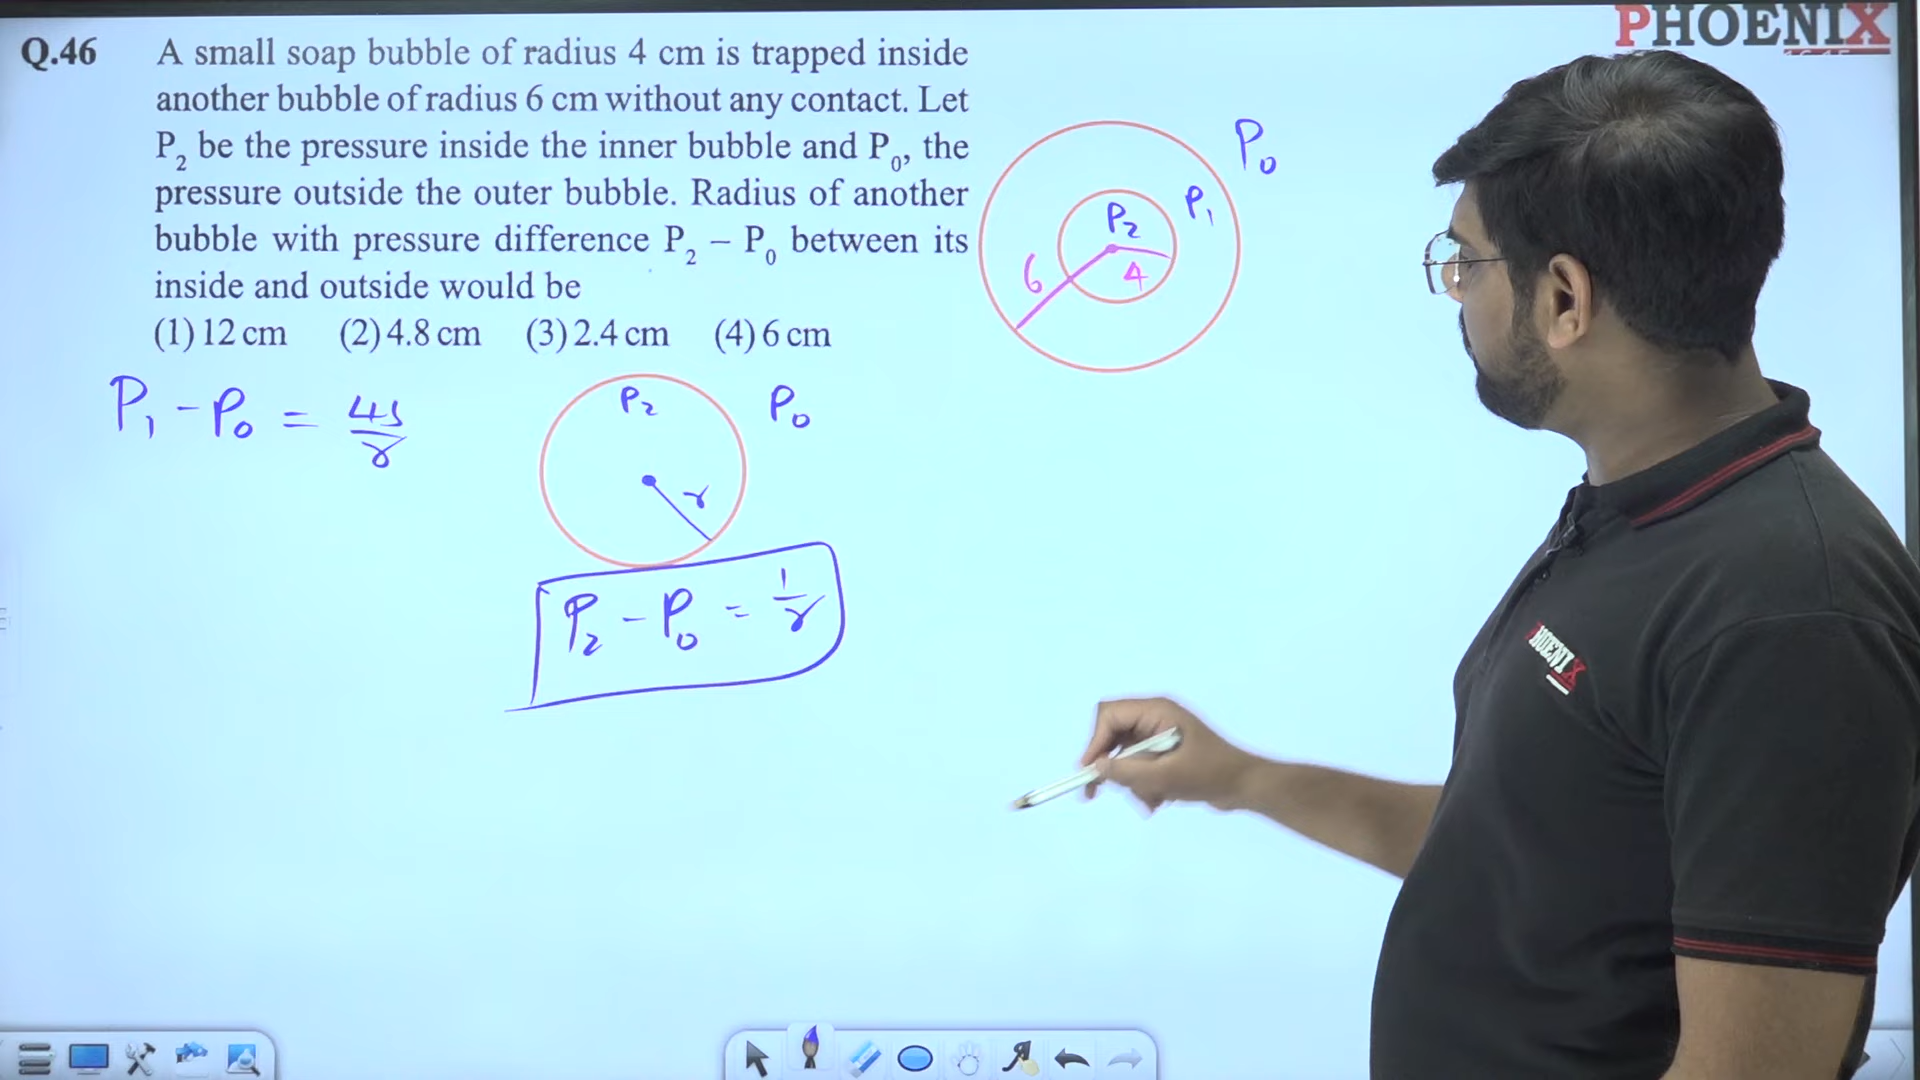 PHOENIX
Q.46 A small soap bubble of radius 4 cm is trapped inside
another bubble of radius 6 cm without any contact. Let
P₂ be the pressure inside the inner bubble and P₀, the
pressure outside the outer bubble. Radius of another
bubble with pressure difference P₂ – P₀ between its
inside and outside would be
(1) 12 cm (2) 4.8 cm (3) 2.4 cm (4) 6 cm
P₀
P₁
P₂
6
4
P₁ - P₀ = 4s/r
P₂
P₀
r
P₂ - P₀ = 1/r
PHOENIX